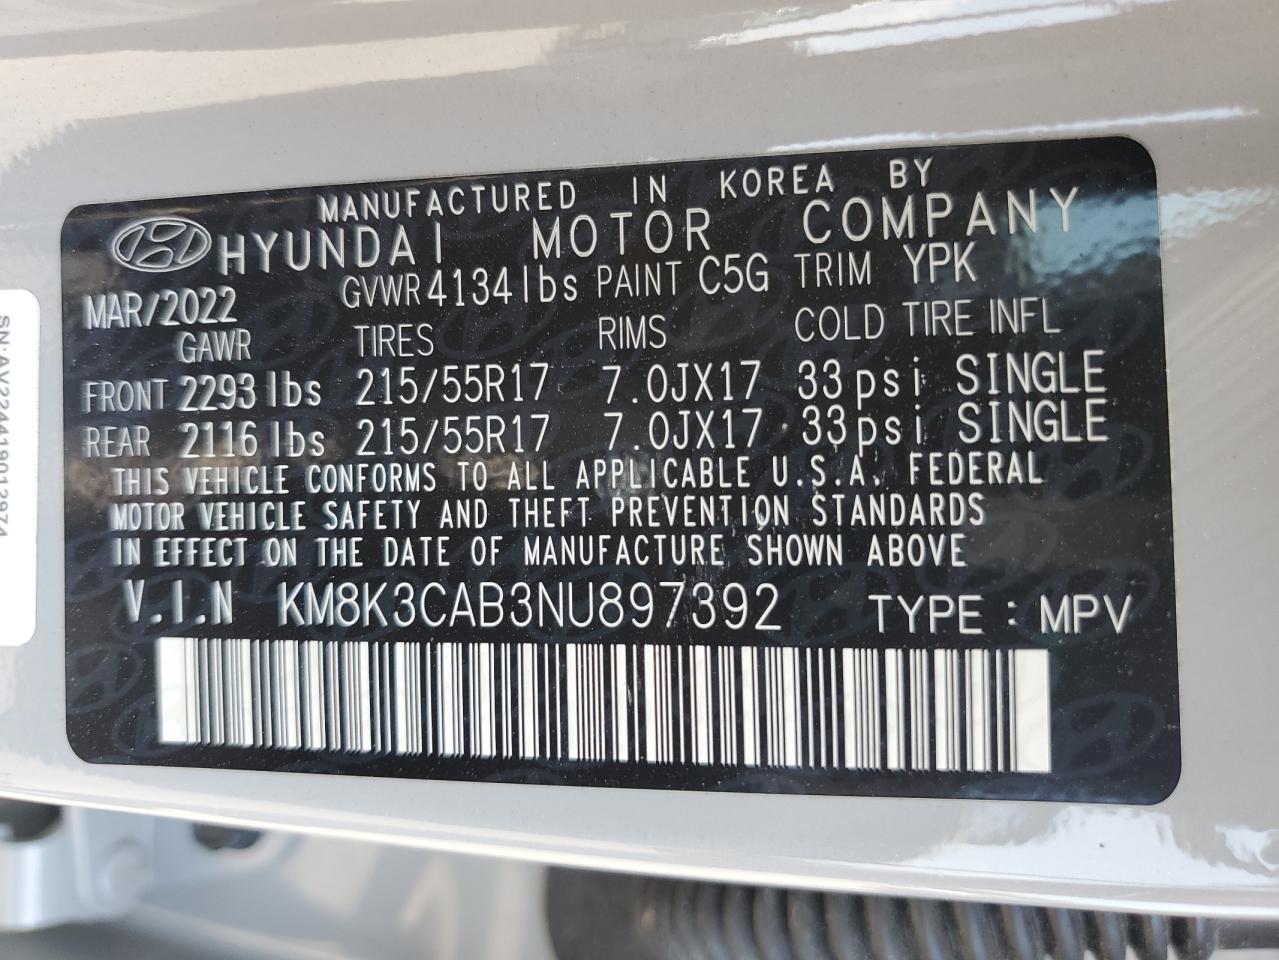 MANUFACTURED IN KOREA BY
HYUNDAI MOTOR COMPANY
MAR/2022 GVWR 4134lbs PAINT C5G TRIM YPK
GAWR TIRES RIMS COLD TIRE INFL
FRONT 2293 lbs 215/55R17 7.0JX17 33psi SINGLE
REAR 2116 lbs 215/55R17 7.0JX17 33psi SINGLE
THIS VEHICLE CONFORMS TO ALL APPLICABLE U.S.A. FEDERAL
MOTOR VEHICLE SAFETY AND THEFT PREVENTION STANDARDS
IN EFFECT ON THE DATE OF MANUFACTURE SHOWN ABOVE
V.I.N KM8K3CAB3NU897392 TYPE : MPV